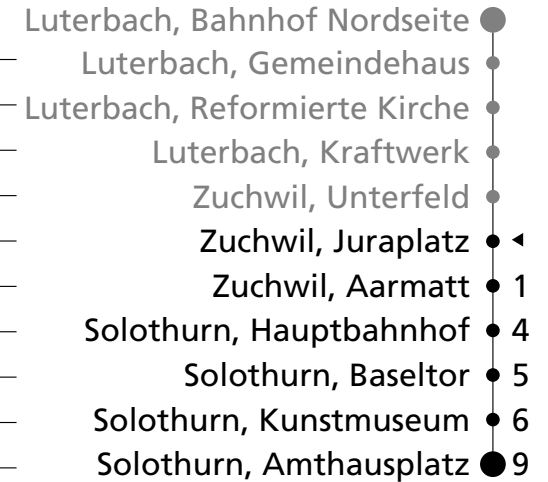 Luterbach, Bahnhof Nordseite
Luterbach, Gemeindehaus
Luterbach, Reformierte Kirche
Luterbach, Kraftwerk
Zuchwil, Unterfeld
Zuchwil, Juraplatz
Zuchwil, Aarmatt 1
Solothurn, Hauptbahnhof 4
Solothurn, Baseltor 5
Solothurn, Kunstmuseum 6
Solothurn, Amthausplatz 9